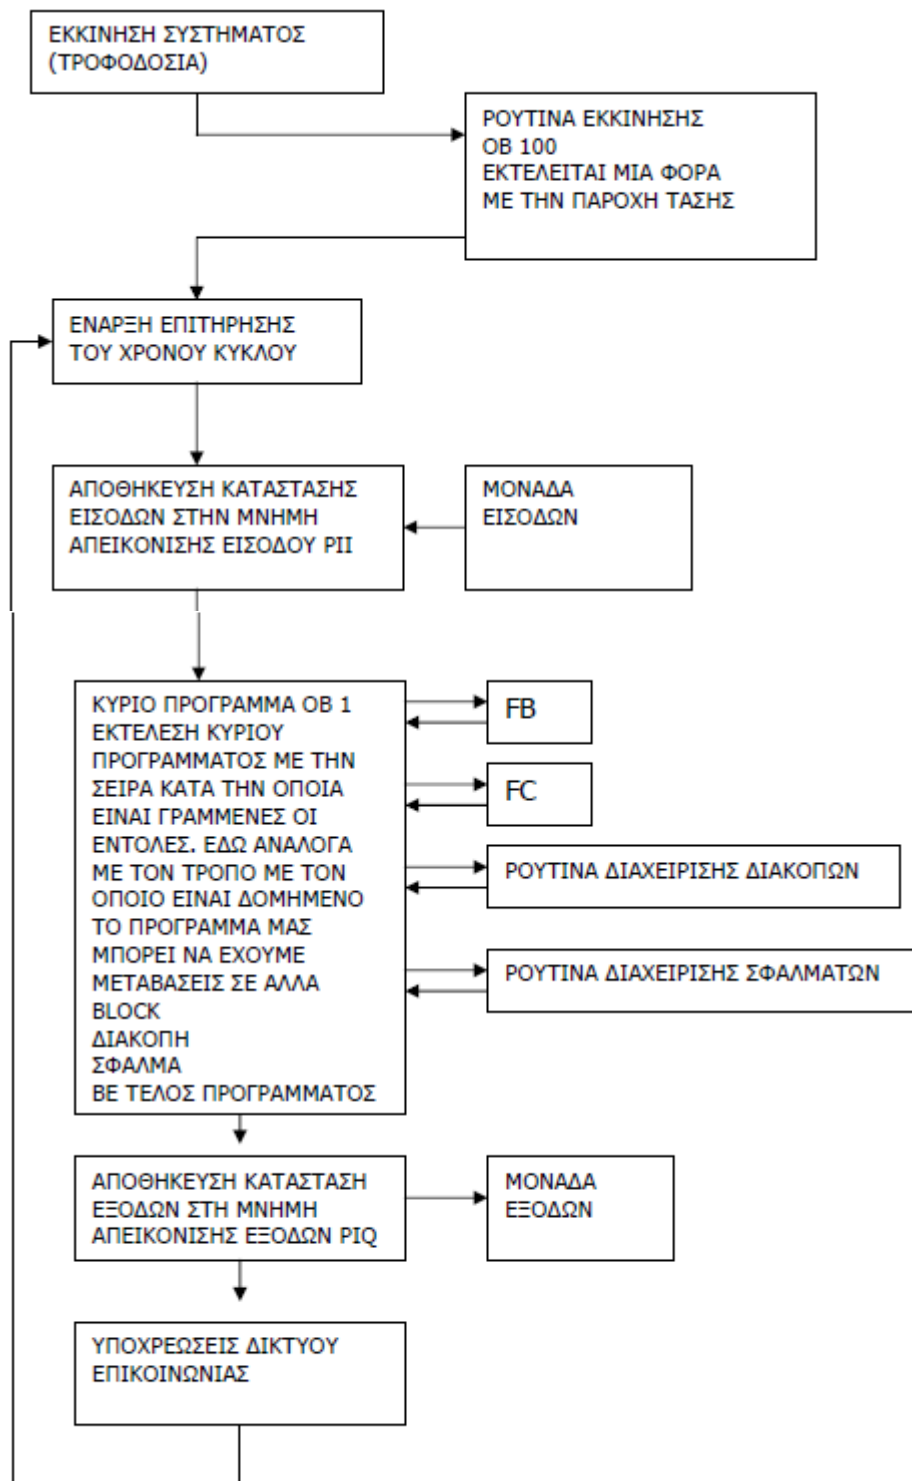 ΕΚΚΙΝΗΣΗ ΣΥΣΤΗΜΑΤΟΣ
(ΤΡΟΦΟΔΟΣΙΑ)
ΡΟΥΤΙΝΑ ΕΚΚΙΝΗΣΗΣ
OB 100
ΕΚΤΕΛΕΙΤΑΙ ΜΙΑ ΦΟΡΑ
ΜΕ ΤΗΝ ΠΑΡΟΧΗ ΤΑΣΗΣ
ΕΝΑΡΞΗ ΕΠΙΤΗΡΗΣΗΣ
ΤΟΥ ΧΡΟΝΟΥ ΚΥΚΛΟΥ
ΑΠΟΘΗΚΕΥΣΗ ΚΑΤΑΣΤΑΣΗΣ
ΕΙΣΟΔΩΝ ΣΤΗΝ ΜΝΗΜΗ
ΑΠΕΙΚΟΝΙΣΗΣ ΕΙΣΟΔΟΥ PII
ΜΟΝΑΔΑ
ΕΙΣΟΔΩΝ
ΚΥΡΙΟ ΠΡΟΓΡΑΜΜΑ OB 1
ΕΚΤΕΛΕΣΗ ΚΥΡΙΟΥ
ΠΡΟΓΡΑΜΜΑΤΟΣ ΜΕ ΤΗΝ
ΣΕΙΡΑ ΚΑΤΑ ΤΗΝ ΟΠΟΙΑ
ΕΙΝΑΙ ΓΡΑΜΜΕΝΕΣ ΟΙ
ΕΝΤΟΛΕΣ. ΕΔΩ ΑΝΑΛΟΓΑ
ΜΕ ΤΟΝ ΤΡΟΠΟ ΜΕ ΤΟΝ
ΟΠΟΙΟ ΕΙΝΑΙ ΔΟΜΗΜΕΝΟ
ΤΟ ΠΡΟΓΡΑΜΜΑ ΜΑΣ
ΜΠΟΡΕΙ ΝΑ ΕΧΟΥΜΕ
ΜΕΤΑΒΑΣΕΙΣ ΣΕ ΑΛΛΑ
BLOCK
ΔΙΑΚΟΠΗ
ΣΦΑΛΜΑ
BE ΤΕΛΟΣ ΠΡΟΓΡΑΜΜΑΤΟΣ
FB
FC
ΡΟΥΤΙΝΑ ΔΙΑΧΕΙΡΙΣΗΣ ΔΙΑΚΟΠΩΝ
ΡΟΥΤΙΝΑ ΔΙΑΧΕΙΡΙΣΗΣ ΣΦΑΛΜΑΤΩΝ
ΑΠΟΘΗΚΕΥΣΗ ΚΑΤΑΣΤΑΣΗ
ΕΞΟΔΩΝ ΣΤΗ ΜΝΗΜΗ
ΑΠΕΙΚΟΝΙΣΗΣ ΕΞΟΔΩΝ PIQ
ΜΟΝΑΔΑ
ΕΞΟΔΩΝ
ΥΠΟΧΡΕΩΣΕΙΣ ΔΙΚΤΥΟΥ
ΕΠΙΚΟΙΝΩΝΙΑΣ